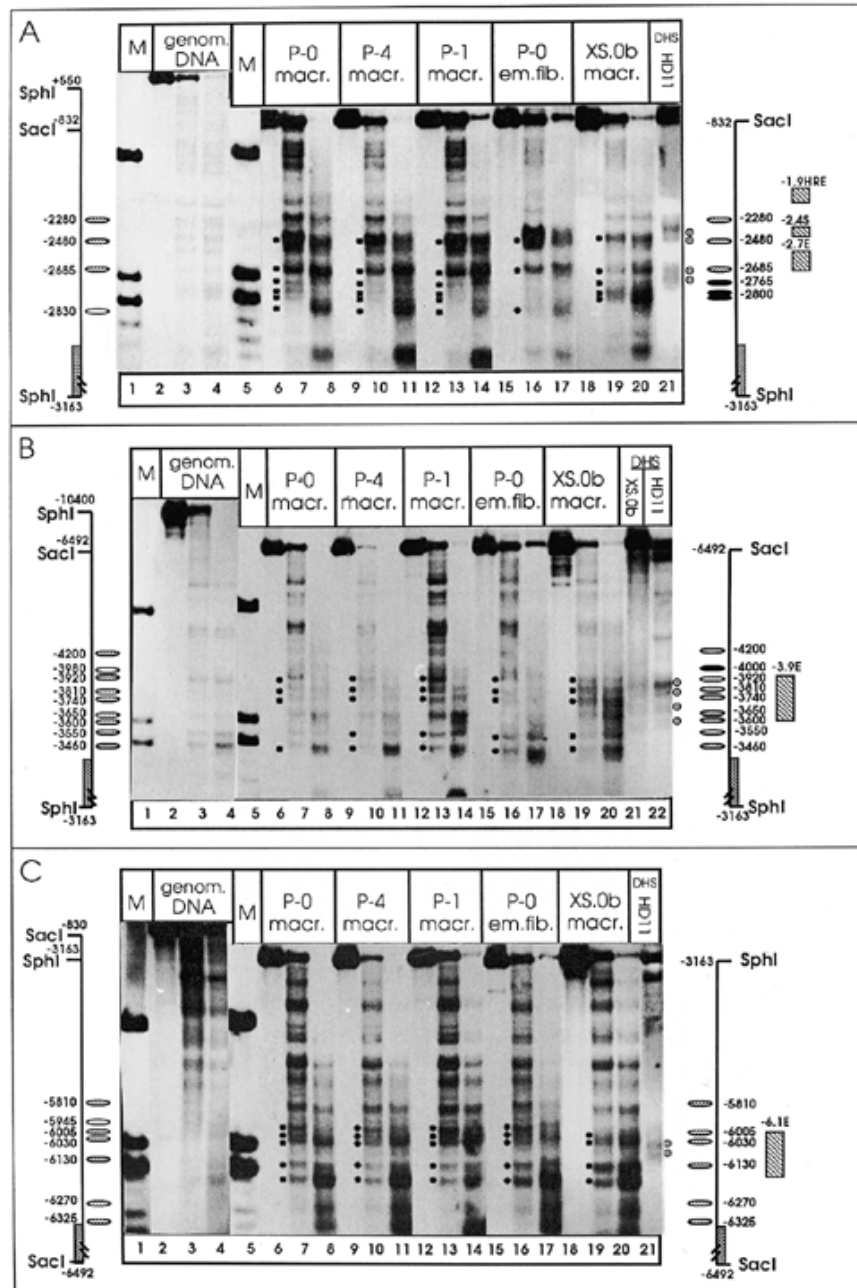 A
M
genom.
DNA
M
P-0
macr.
P-4
macr.
P-1
macr.
P-0
em.fib.
XS.0b
macr.
DHS
HD11
SphI +550
SacI -832
-2280
-2480
-2685
-2830
SphI -3163
-832 SacI
-1.9HRE
-2280
-2.4S
-2480
-2.7E
-2685
-2765
-2800
SphI
-3163
1 2 3 4 5 6 7 8 9 10 11 12 13 14 15 16 17 18 19 20 21
B
M
genom.
DNA
M
P-0
macr.
P-4
macr.
P-1
macr.
P-0
em.fib.
XS.0b
macr.
DHS
XS.0b
HD11
-10400
SphI
-6492
SacI
-4200
-3980
-3920
-3810
-3740
-3650
-3600
-3550
-3460
SphI
-3163
-6492 SacI
-4200
-4000
-3.9E
-3920
-3810
-3740
-3650
-3600
-3550
-3460
SphI
-3163
1 2 3 4 5 6 7 8 9 10 11 12 13 14 15 16 17 18 19 20 21 22
C
M
genom.
DNA
M
P-0
macr.
P-4
macr.
P-1
macr.
P-0
em.fib.
XS.0b
macr.
DHS
HD11
SacI -830
-3163
SphI
-5810
-5945
-6005
-6030
-6130
-6270
-6325
SacI
-6492
-3163 SphI
-5810
-6005
-6.1E
-6030
-6130
-6270
-6325
SacI
-6492
1 2 3 4 5 6 7 8 9 10 11 12 13 14 15 16 17 18 19 20 21